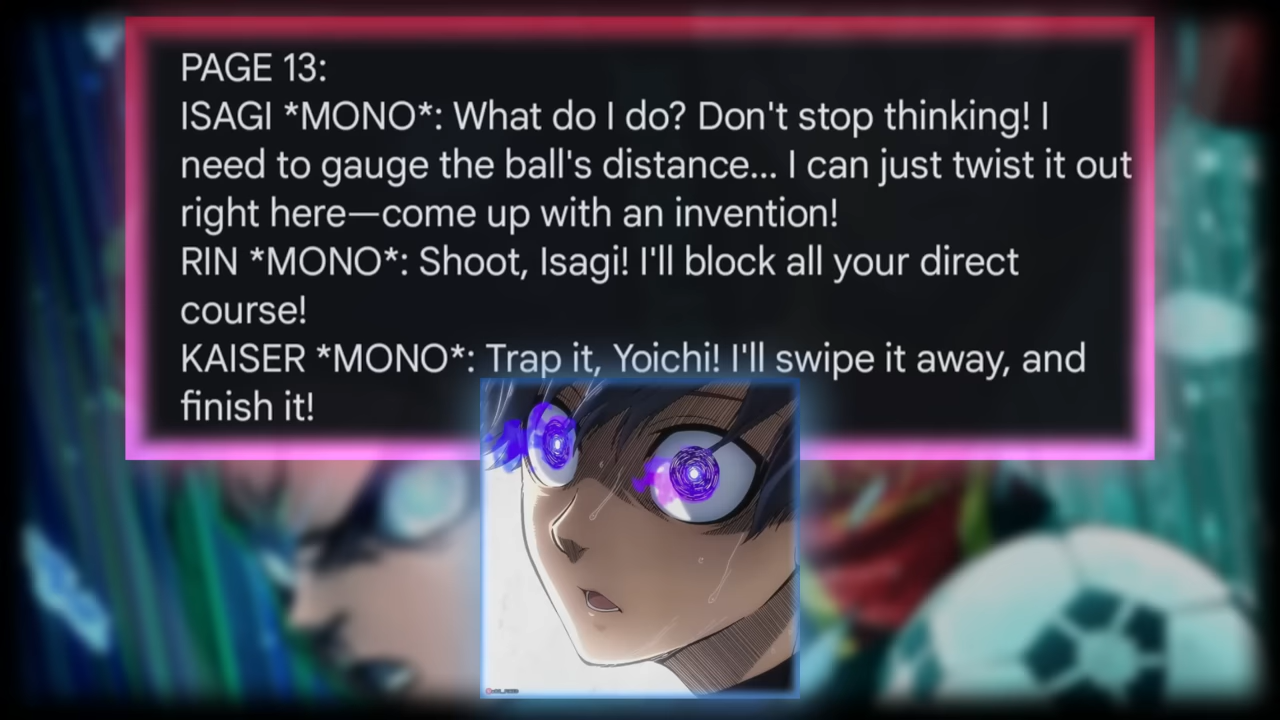 PAGE 13:
ISAGI *MONO*: What do I do? Don't stop thinking! I
need to gauge the ball's distance... I can just twist it out
right here—come up with an invention!
RIN *MONO*: Shoot, Isagi! I'll block all your direct
course!
KAISER *MONO*: Trap it, Yoichi! I'll swipe it away, and
finish it!